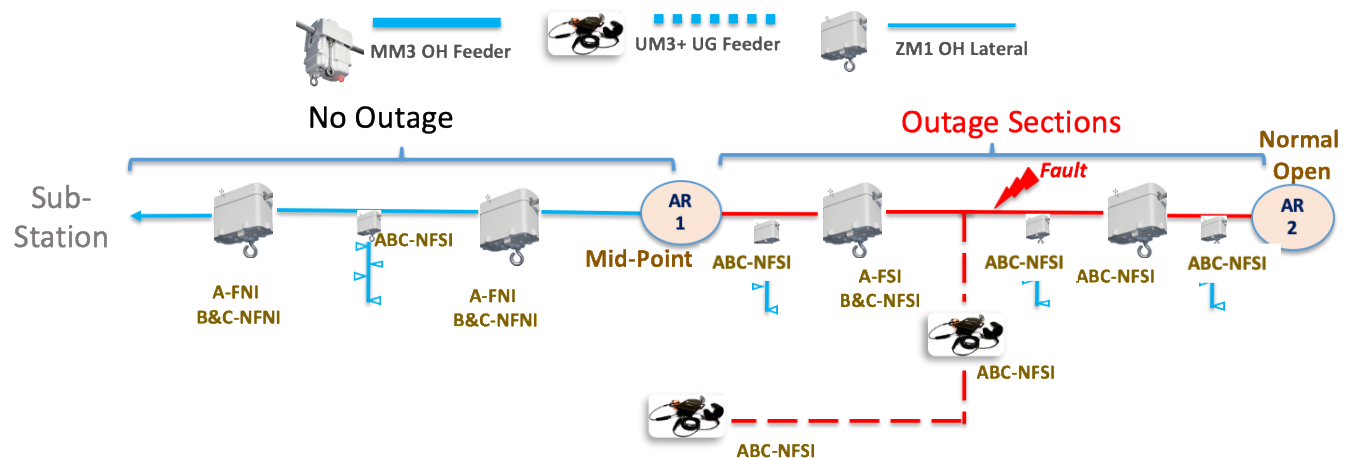 MM3 OH Feeder
UM3+ UG Feeder
ZM1 OH Lateral
No Outage
Outage Sections
Normal
Open
Fault
Sub-
Station
AR
1
AR
2
ABC-NFSI
Mid-Point
ABC-NFSI
ABC-NFSI
ABC-NFSI
ABC-NFSI
A-FNI
B&C-NFNI
A-FNI
B&C-NFNI
A-FSI
B&C-NFSI
ABC-NFSI
ABC-NFSI